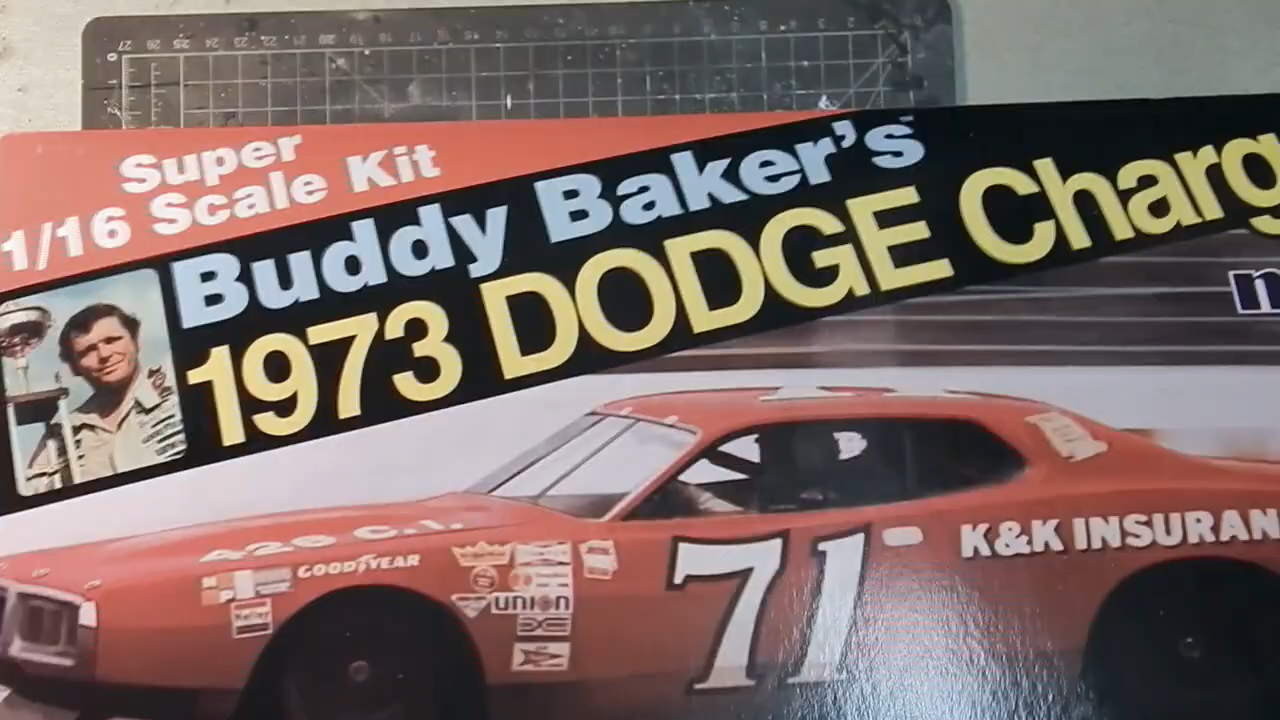 Super
1/16 Scale Kit
Buddy Baker's
1973 DODGE Charg
426 C.I.
GOODYEAR
union
71
K&K INSURAN